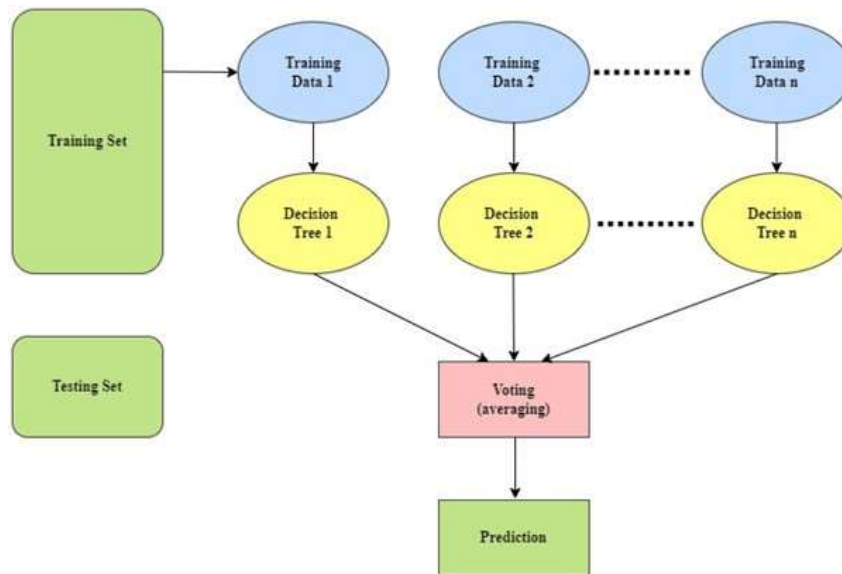 Training Set
Training
Data 1
Training
Data 2
Training
Data n
Decision
Tree 1
Decision
Tree 2
Decision
Tree n
Testing Set
Voting
(averaging)
Prediction